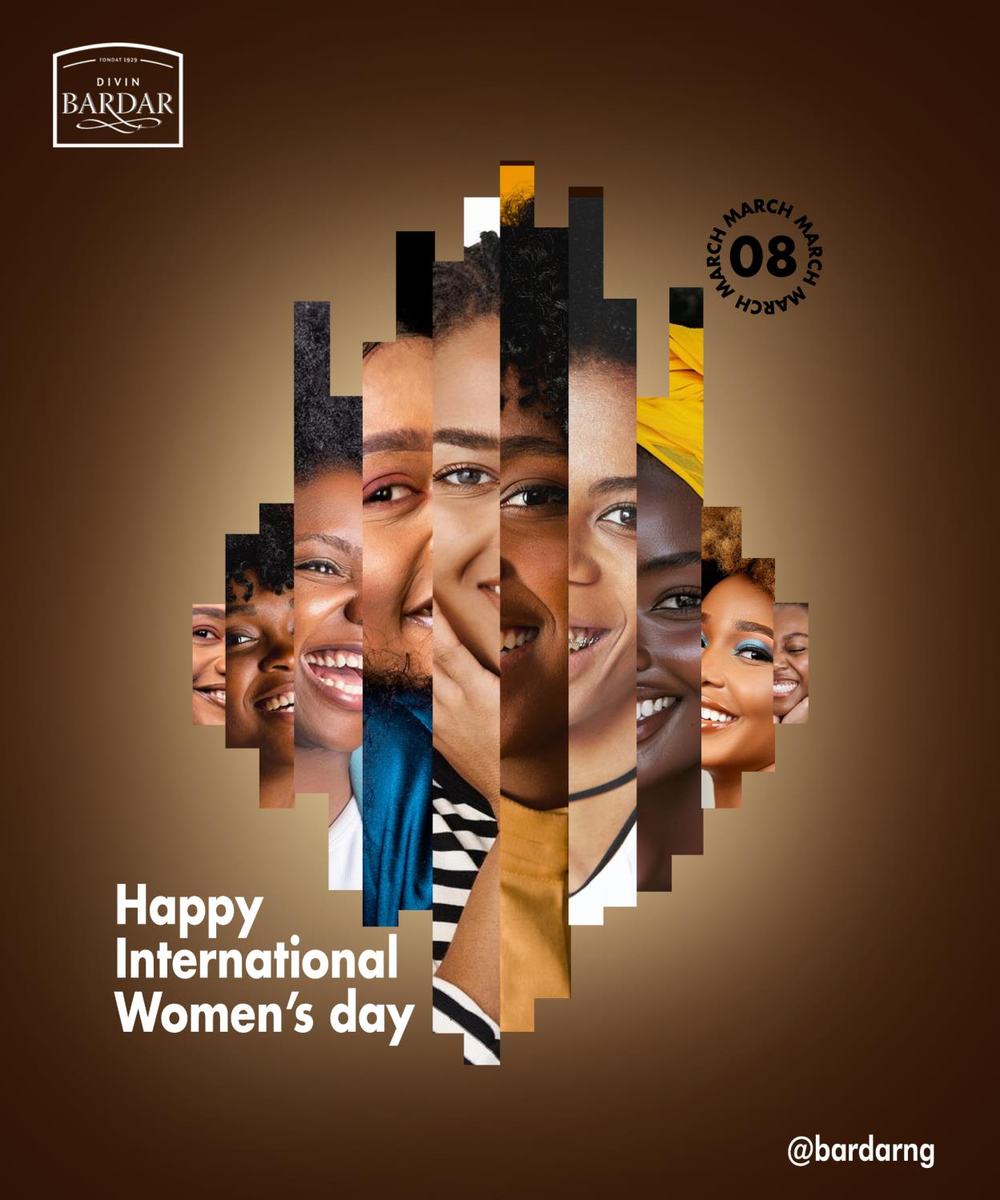 FONDAT 1929
DIVIN
BARDAR
MARCH MARCH MARCH MARCH
08
Happy
International
Women’s day
@bardarng